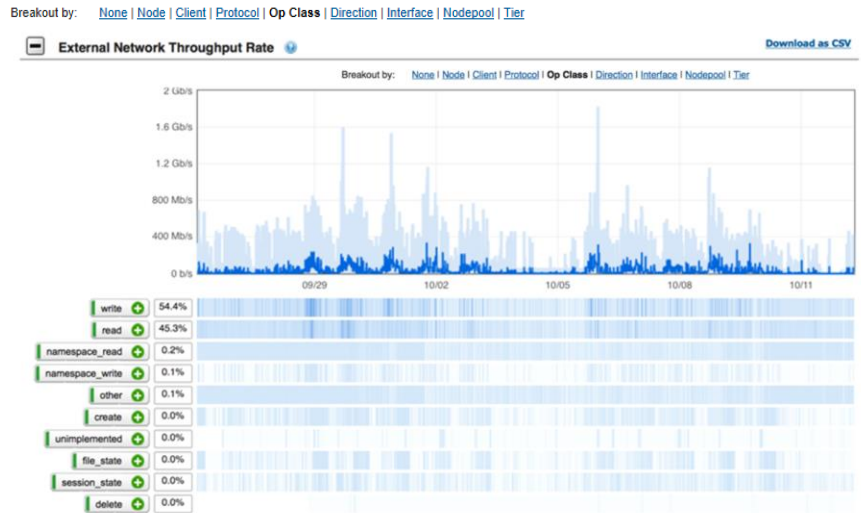 Breakout by: None | Node | Client | Protocol | Op Class | Direction | Interface | Nodepool | Tier
External Network Throughput Rate
Download as CSV
Breakout by: None | Node | Client | Protocol | Op Class | Direction | Interface | Nodepool | Tier
2 Gb/s
1.6 Gb/s
1.2 Gb/s
800 Mb/s
400 Mb/s
0 b/s
09/29 10/02 10/05 10/08 10/11
write 54.4%
read 45.3%
namespace_read 0.2%
namespace_write 0.1%
other 0.1%
create 0.0%
unimplemented 0.0%
file_state 0.0%
session_state 0.0%
delete 0.0%